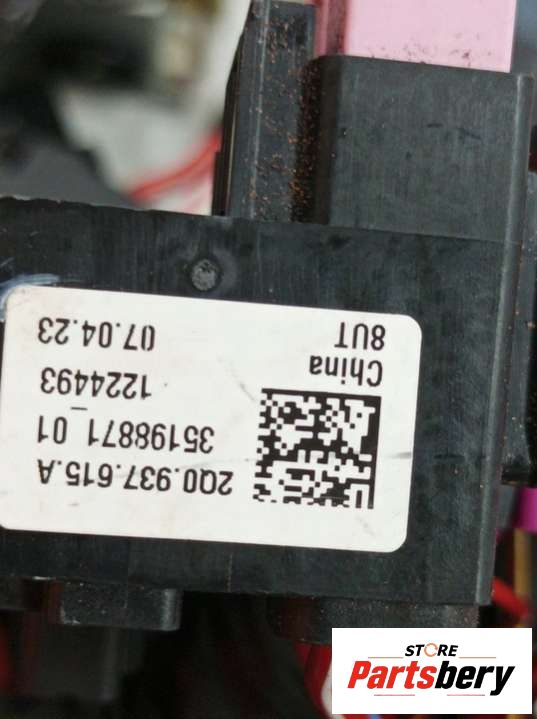 2Q0.937.615.A
35198871_01
1224493
07.04.23
China
8UT
STORE
Partsbery